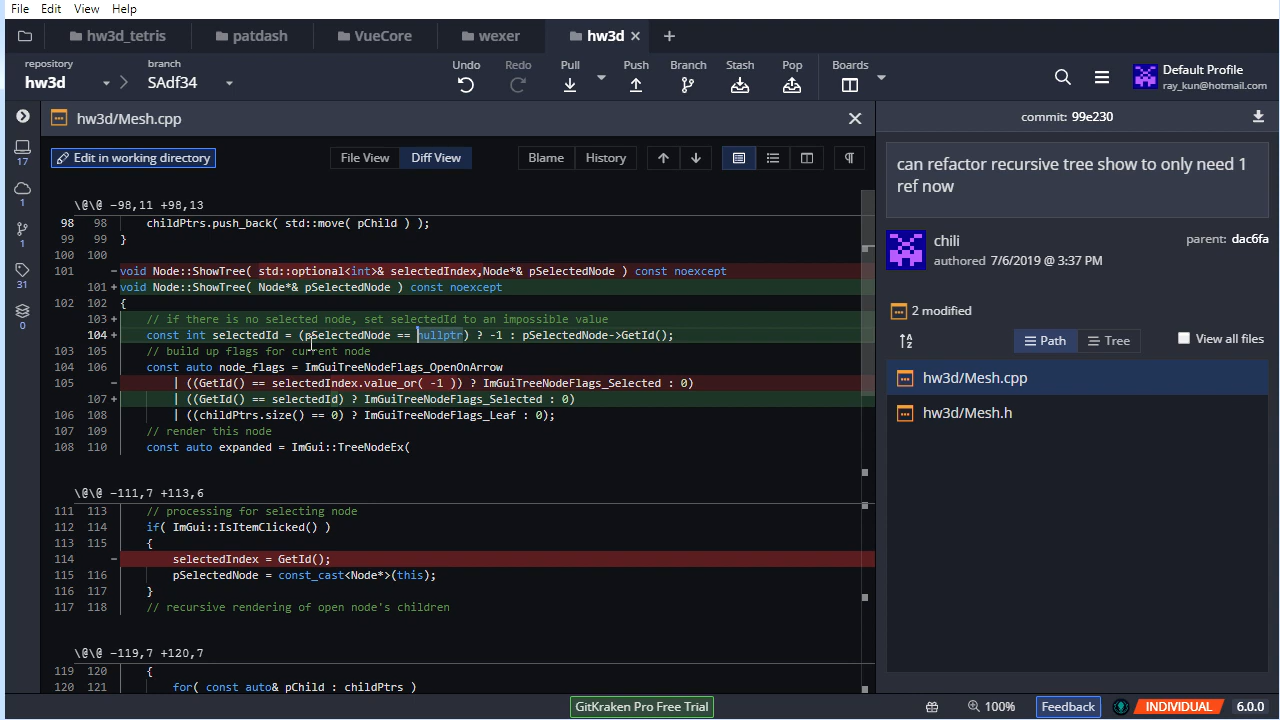 File Edit View Help
hw3d_tetris patdash VueCore wexer hw3d
repository
hw3d
branch
SAdf34
Undo Redo Pull Push Branch Stash Pop Boards
Default Profile
ray_kun@hotmail.com
hw3d/Mesh.cpp
commit: 99e230
Edit in working directory
File View Diff View Blame History
can refactor recursive tree show to only need 1
ref now
chili
authored 7/6/2019 @ 3:37 PM
parent: dac6fa
2 modified
Path Tree View all files
hw3d/Mesh.cpp
hw3d/Mesh.h
17
1
1
31
0
\@\@ -98,11 +98,13
98 98 childPtrs.push_back( std::move( pChild ) );
99 99 }
100 100
101 -void Node::ShowTree( std::optional<int>& selectedIndex,Node*& pSelectedNode ) const noexcept
101 +void Node::ShowTree( Node*& pSelectedNode ) const noexcept
102 102 {
103 + // if there is no selected node, set selectedId to an impossible value
104 + const int selectedId = (pSelectedNode == nullptr) ? -1 : pSelectedNode->GetId();
103 105 // build up flags for current node
104 106 const auto node_flags = ImGuiTreeNodeFlags_OpenOnArrow
105 - | ((GetId() == selectedIndex.value_or( -1 )) ? ImGuiTreeNodeFlags_Selected : 0)
107 + | ((GetId() == selectedId) ? ImGuiTreeNodeFlags_Selected : 0)
106 108 | ((childPtrs.size() == 0) ? ImGuiTreeNodeFlags_Leaf : 0);
107 109 // render this node
108 110 const auto expanded = ImGui::TreeNodeEx(
\@\@ -111,7 +113,6
111 113 // processing for selecting node
112 114 if( ImGui::IsItemClicked() )
113 115 {
114 - selectedIndex = GetId();
115 116 pSelectedNode = const_cast<Node*>(this);
116 117 }
117 118 // recursive rendering of open node's children
\@\@ -119,7 +120,7
119 120 {
120 121 for( const auto& pChild : childPtrs )
GitKraken Pro Free Trial
100% Feedback INDIVIDUAL 6.0.0